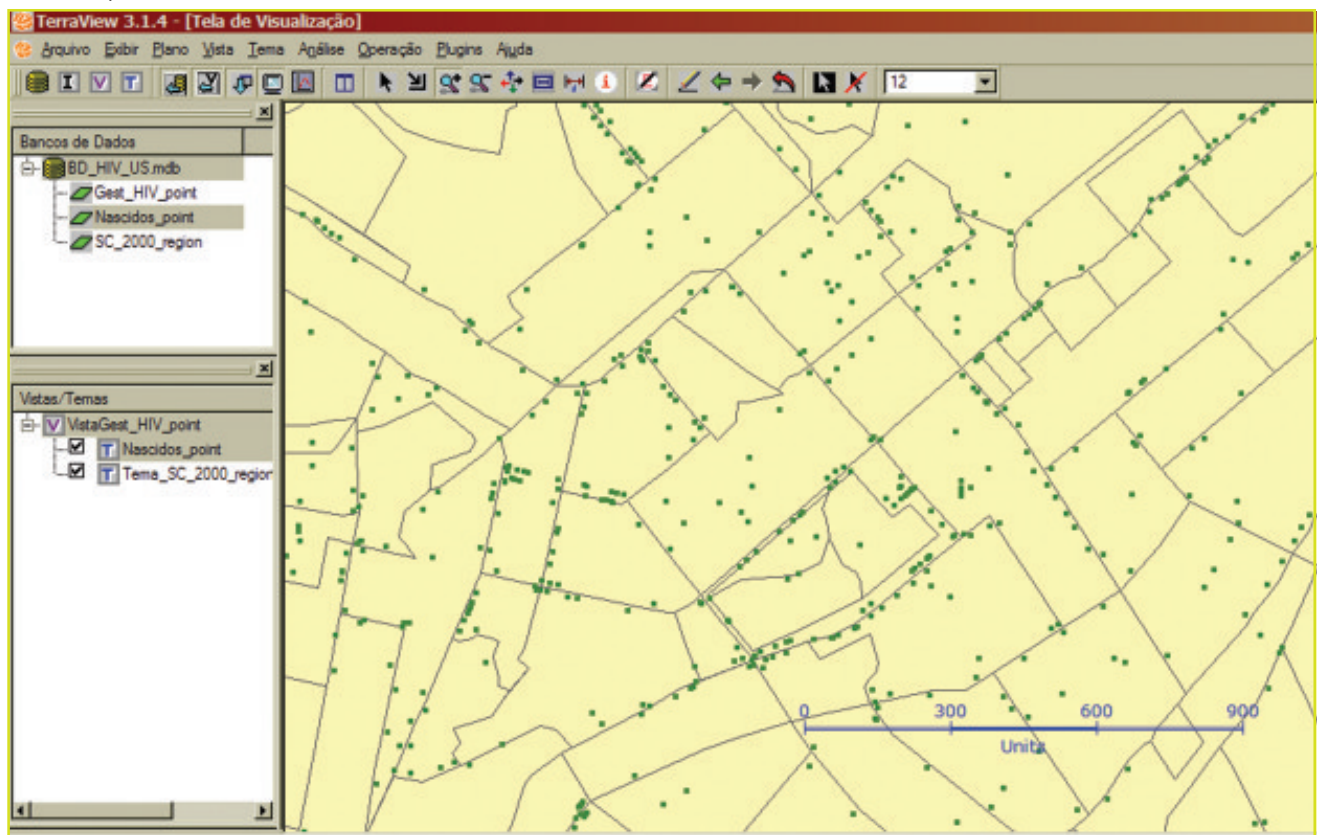 TerraView 3.1.4 - [Tela de Visualização]
Arquivo Exibir Plano Vista Tema Análise Operação Plugins Ajuda
I V T i 12
Bancos de Dados
BD_HIV_US.mdb
Gest_HIV_point
Nascidos_point
SC_2000_region
Vistas/Temas
V VistaGest_HIV_point
T Nascidos_point
T Tema_SC_2000_region
0 300 600 900
Units